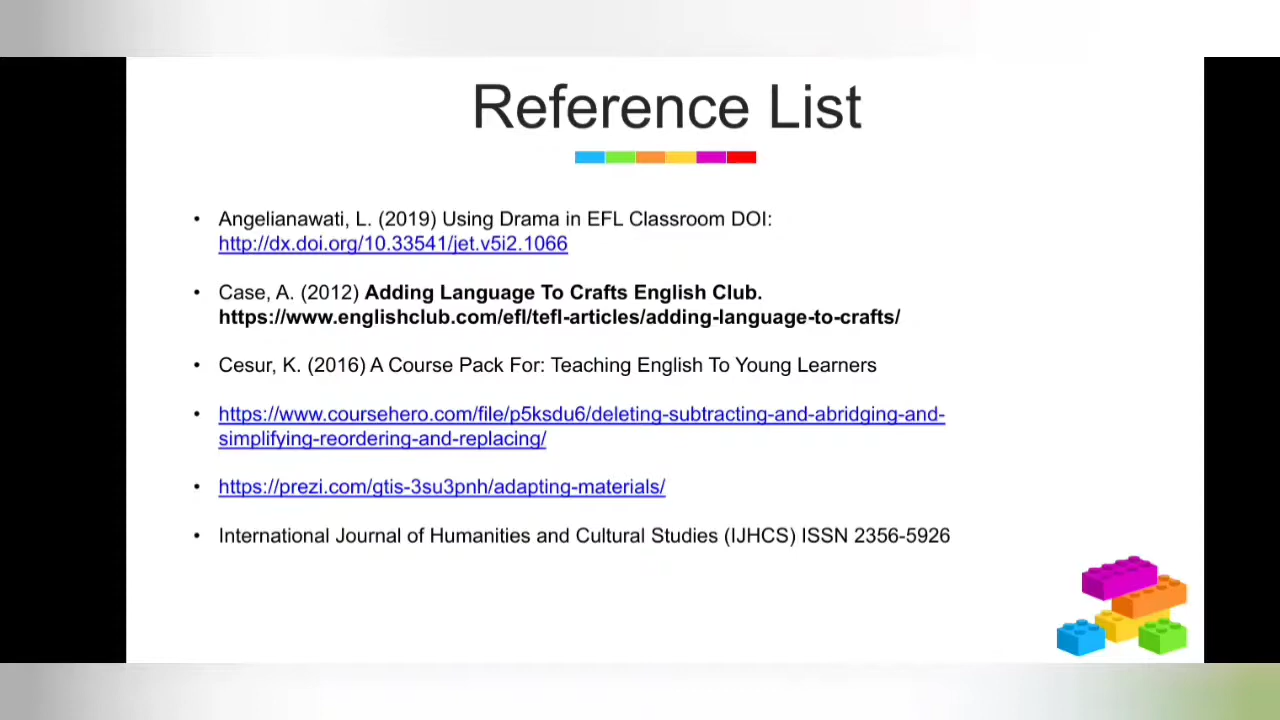 Reference List
• Angelianawati, L. (2019) Using Drama in EFL Classroom DOI:
http://dx.doi.org/10.33541/jet.v5i2.1066
• Case, A. (2012) Adding Language To Crafts English Club.
https://www.englishclub.com/efl/tefl-articles/adding-language-to-crafts/
• Cesur, K. (2016) A Course Pack For: Teaching English To Young Learners
• https://www.coursehero.com/file/p5ksdu6/deleting-subtracting-and-abridging-and-
simplifying-reordering-and-replacing/
• https://prezi.com/gtis-3su3pnh/adapting-materials/
• International Journal of Humanities and Cultural Studies (IJHCS) ISSN 2356-5926